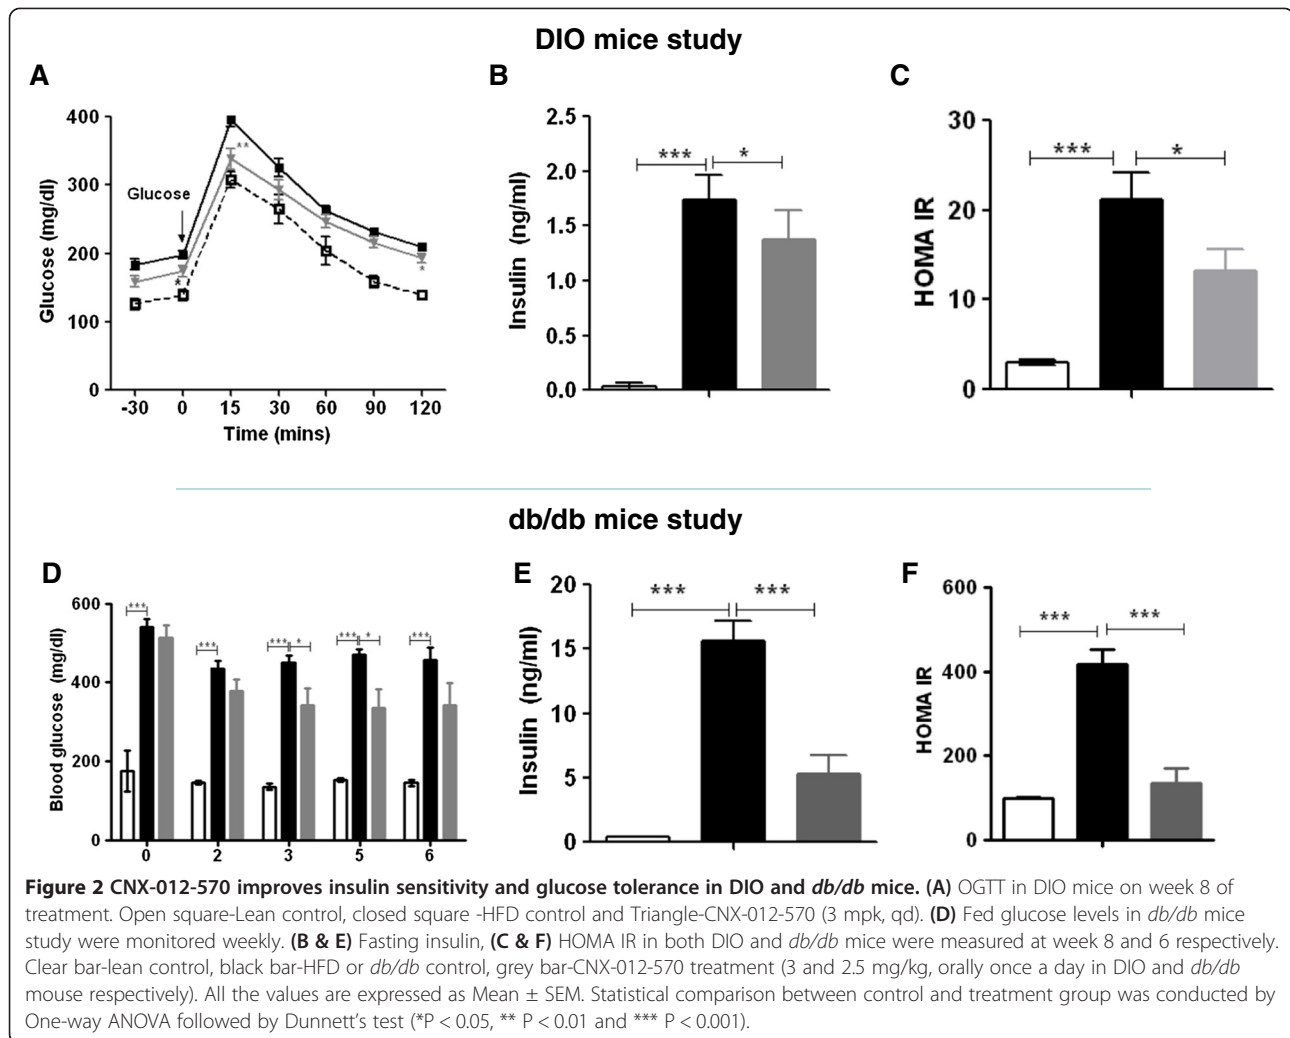 DIO mice study
A
B
C
400
300
200
100
0
Glucose (mg/dl)
Glucose
**
*
*
-30 0 15 30 60 90 120
Time (mins)
2.5
2.0
1.5
1.0
0.5
0.0
Insulin (ng/ml)
*** *
30
20
10
0
HOMA IR
*** *
db/db mice study
D
E
F
600
400
200
0
Blood glucose (mg/dl)
*** *** *** * *** * ***
0 2 3 5 6
20
15
10
5
0
Insulin (ng/ml)
*** ***
600
400
200
0
HOMA IR
*** ***
Figure 2 CNX-012-570 improves insulin sensitivity and glucose tolerance in DIO and db/db mice. (A) OGTT in DIO mice on week 8 of
treatment. Open square-Lean control, closed square -HFD control and Triangle-CNX-012-570 (3 mpk, qd). (D) Fed glucose levels in db/db mice
study were monitored weekly. (B & E) Fasting insulin, (C & F) HOMA IR in both DIO and db/db mice were measured at week 8 and 6 respectively.
Clear bar-lean control, black bar-HFD or db/db control, grey bar-CNX-012-570 treatment (3 and 2.5 mg/kg, orally once a day in DIO and db/db
mouse respectively). All the values are expressed as Mean ± SEM. Statistical comparison between control and treatment group was conducted by
One-way ANOVA followed by Dunnett's test (*P < 0.05, ** P < 0.01 and *** P < 0.001).